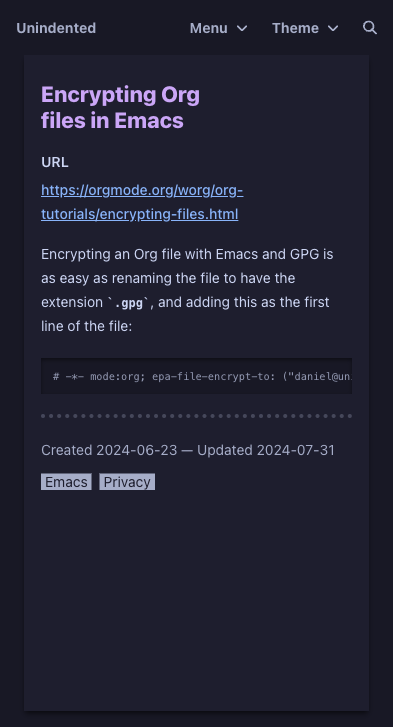 Unindented Menu Theme
Encrypting Org
files in Emacs
URL
https://orgmode.org/worg/org-
tutorials/encrypting-files.html
Encrypting an Org file with Emacs and GPG is
as easy as renaming the file to have the
extension `.gpg`, and adding this as the first
line of the file:
# -*- mode:org; epa-file-encrypt-to: ("daniel@un
Created 2024-06-23 — Updated 2024-07-31
Emacs Privacy